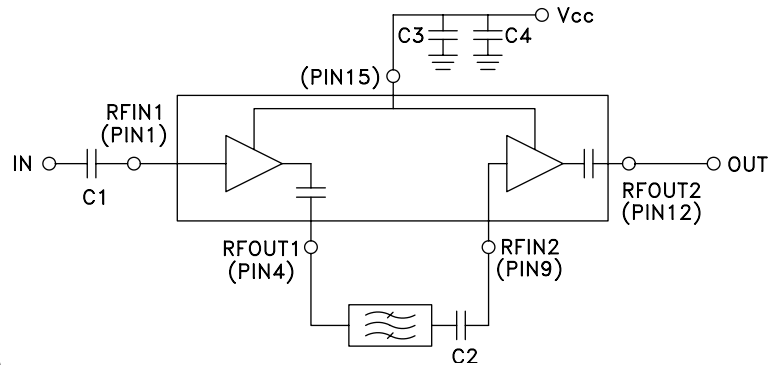 Vcc
C3
C4
(PIN15)
RFIN1
(PIN1)
IN
C1
OUT
RFOUT2
(PIN12)
RFOUT1
(PIN4)
RFIN2
(PIN9)
C2